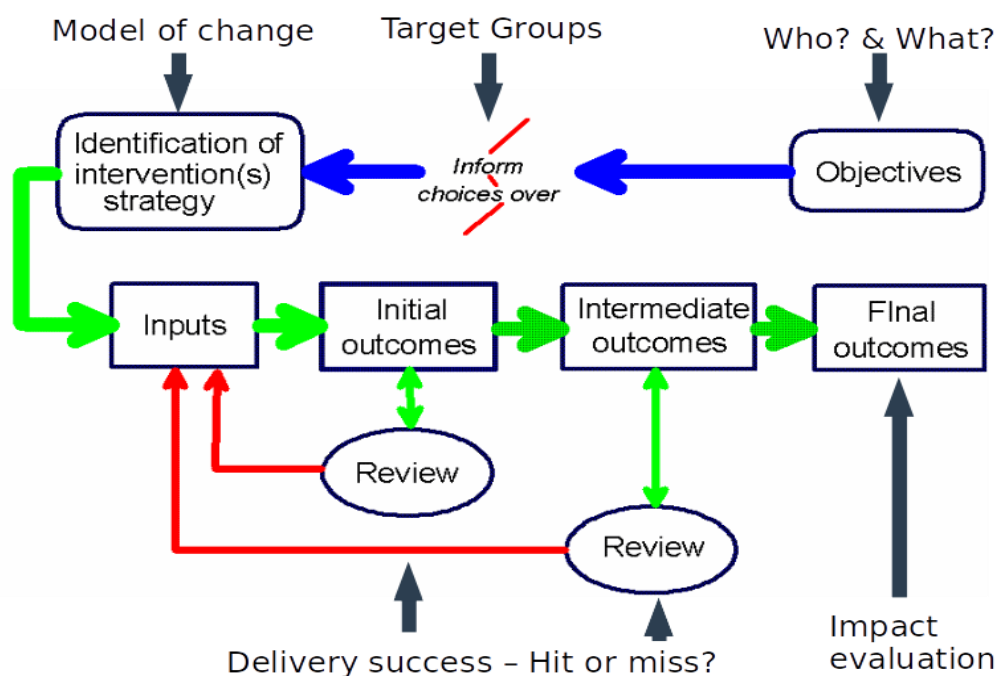 Model of change
Target Groups
Who? & What?
Identification of
intervention(s)
strategy
Inform
choices over
Objectives
Inputs
Initial
outcomes
Intermediate
outcomes
FInal
outcomes
Review
Review
Delivery success – Hit or miss?
Impact
evaluation